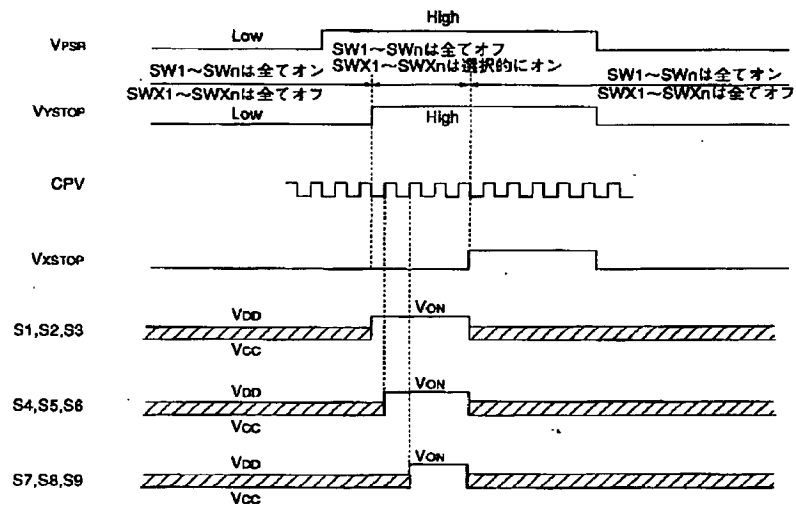 High
VPSR Low
SW1～SWnは全てオフ
SWX1～SWXnは選択的にオン
SW1～SWnは全てオン
SWX1～SWXnは全てオフ
SW1～SWnは全てオン
SWX1～SWXnは全てオフ
VYSTOP Low High
CPV
VXSTOP
S1,S2,S3 VDD VON
VCC
S4,S5,S6 VDD VON
VCC
S7,S8,S9 VDD VON
VCC